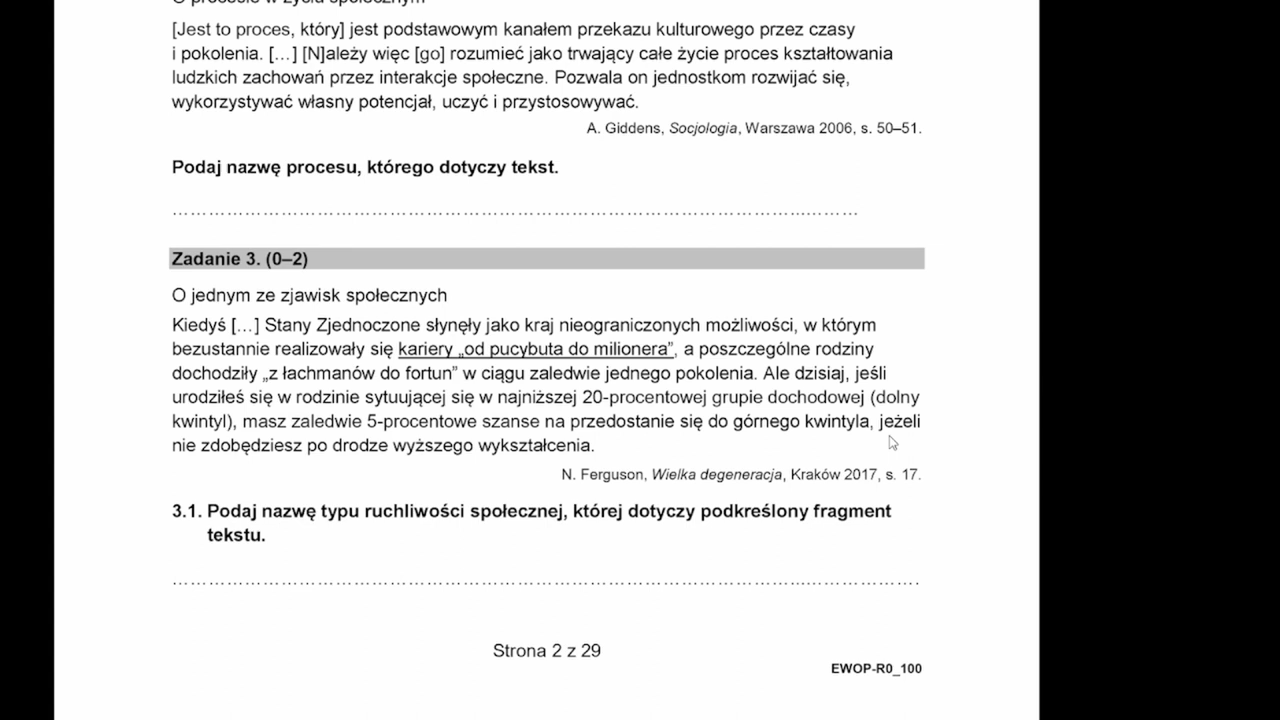 O procesie w życiu społecznym
[Jest to proces, który] jest podstawowym kanałem przekazu kulturowego przez czasy
i pokolenia. […] [N]ależy więc [go] rozumieć jako trwający całe życie proces kształtowania
ludzkich zachowań przez interakcje społeczne. Pozwala on jednostkom rozwijać się,
wykorzystywać własny potencjał, uczyć i przystosowywać.
A. Giddens, Socjologia, Warszawa 2006, s. 50–51.
Podaj nazwę procesu, którego dotyczy tekst.
Zadanie 3. (0–2)
O jednym ze zjawisk społecznych
Kiedyś […] Stany Zjednoczone słynęły jako kraj nieograniczonych możliwości, w którym
bezustannie realizowały się kariery „od pucybuta do milionera”, a poszczególne rodziny
dochodziły „z łachmanów do fortun” w ciągu zaledwie jednego pokolenia. Ale dzisiaj, jeśli
urodziłeś się w rodzinie sytuującej się w najniższej 20-procentowej grupie dochodowej (dolny
kwintyl), masz zaledwie 5-procentowe szanse na przedostanie się do górnego kwintyla, jeżeli
nie zdobędziesz po drodze wyższego wykształcenia.
N. Ferguson, Wielka degeneracja, Kraków 2017, s. 17.
3.1. Podaj nazwę typu ruchliwości społecznej, której dotyczy podkreślony fragment
tekstu.
Strona 2 z 29
EWOP-R0_100